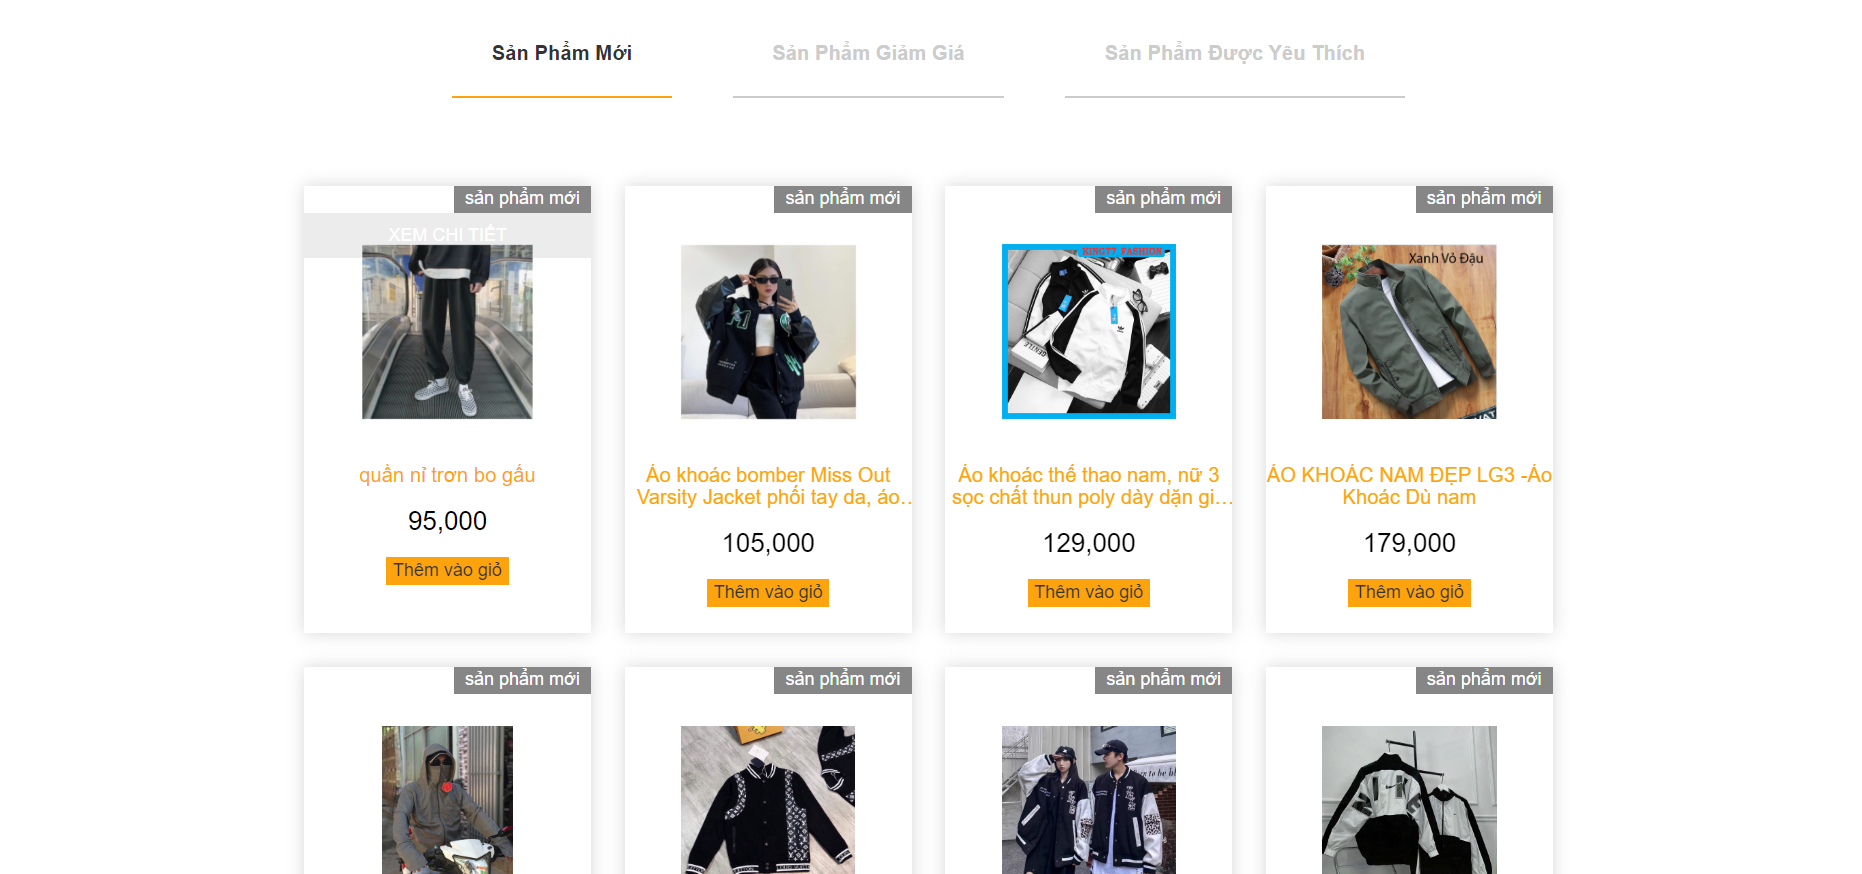 Sản Phẩm Mới
Sản Phẩm Giảm Giá
Sản Phẩm Được Yêu Thích
sản phẩm mới
XEM CHI TIẾT
quần nỉ trơn bo gấu
95,000
Thêm vào giỏ
sản phẩm mới
Áo khoác bomber Miss Out
Varsity Jacket phối tay da, áo..
105,000
Thêm vào giỏ
sản phẩm mới
KING77 FASHION
GENTLE
Áo khoác thể thao nam, nữ 3
sọc chất thun poly dày dặn gi...
129,000
Thêm vào giỏ
sản phẩm mới
Xanh Vỏ Đậu
ÁO KHOÁC NAM ĐẸP LG3 -Áo
Khoác Dù nam
179,000
Thêm vào giỏ
sản phẩm mới
sản phẩm mới
sản phẩm mới
sản phẩm mới